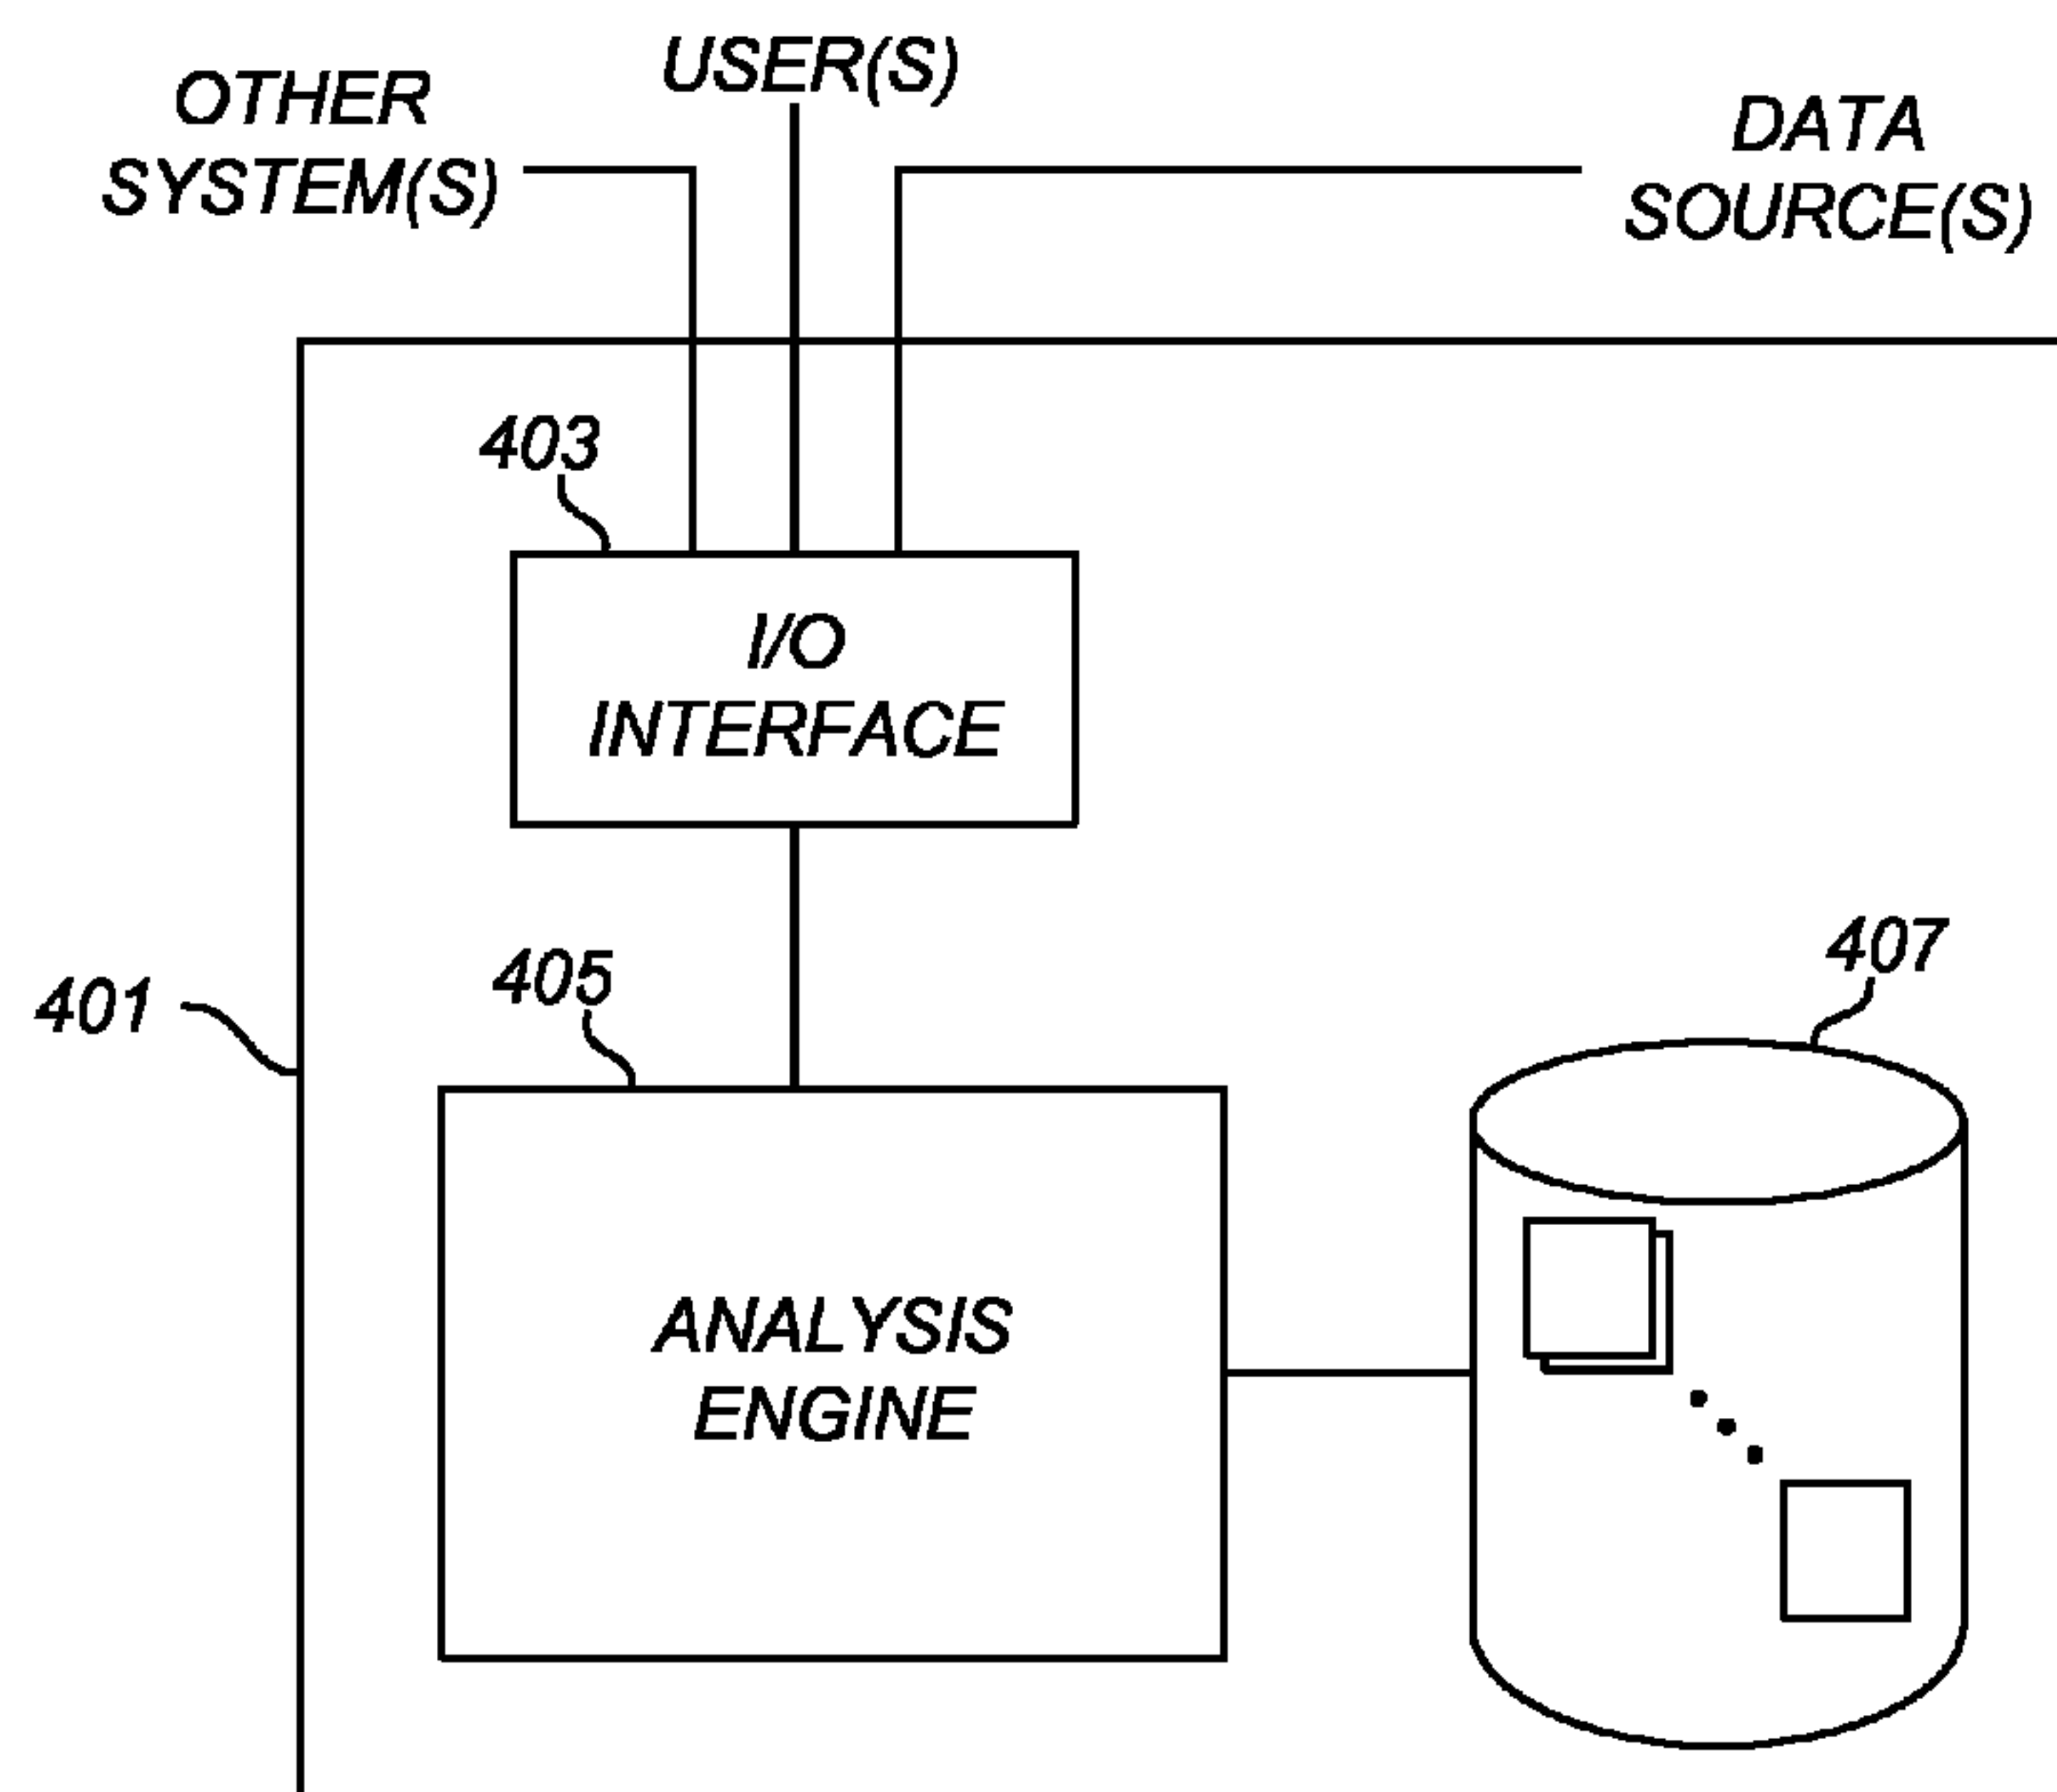 USER(S)
OTHER
SYSTEM(S)
DATA
SOURCE(S)
403
I/O
INTERFACE
405
407
401
ANALYSIS
ENGINE